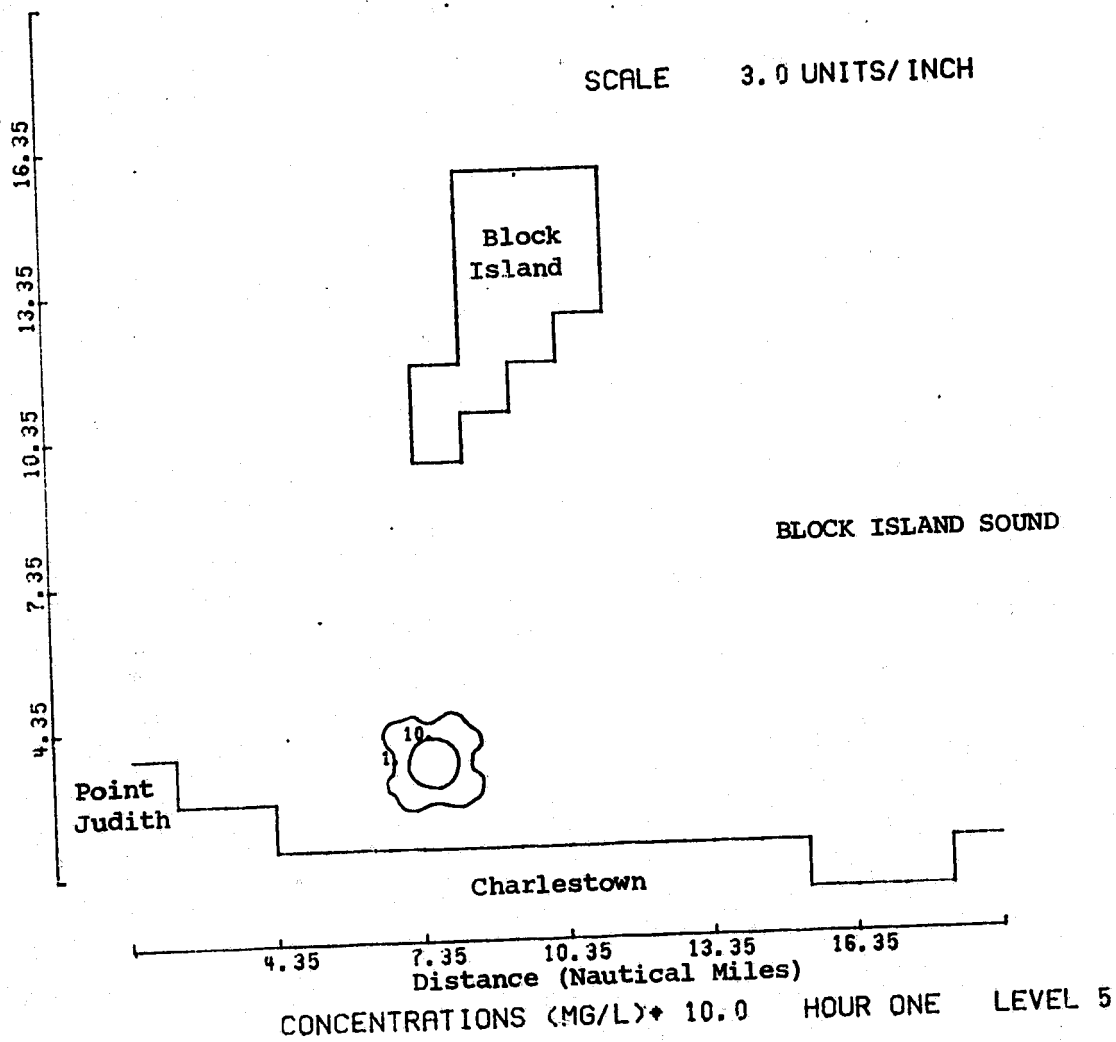 SCALE 3.0 UNITS/INCH
16.35
13.35
10.35
7.35
4.35
Block
Island
BLOCK ISLAND SOUND
10.
1.
Point
Judith
Charlestown
4.35 7.35 10.35 13.35 16.35
Distance (Nautical Miles)
CONCENTRATIONS (MG/L)* 10.0 HOUR ONE LEVEL 5